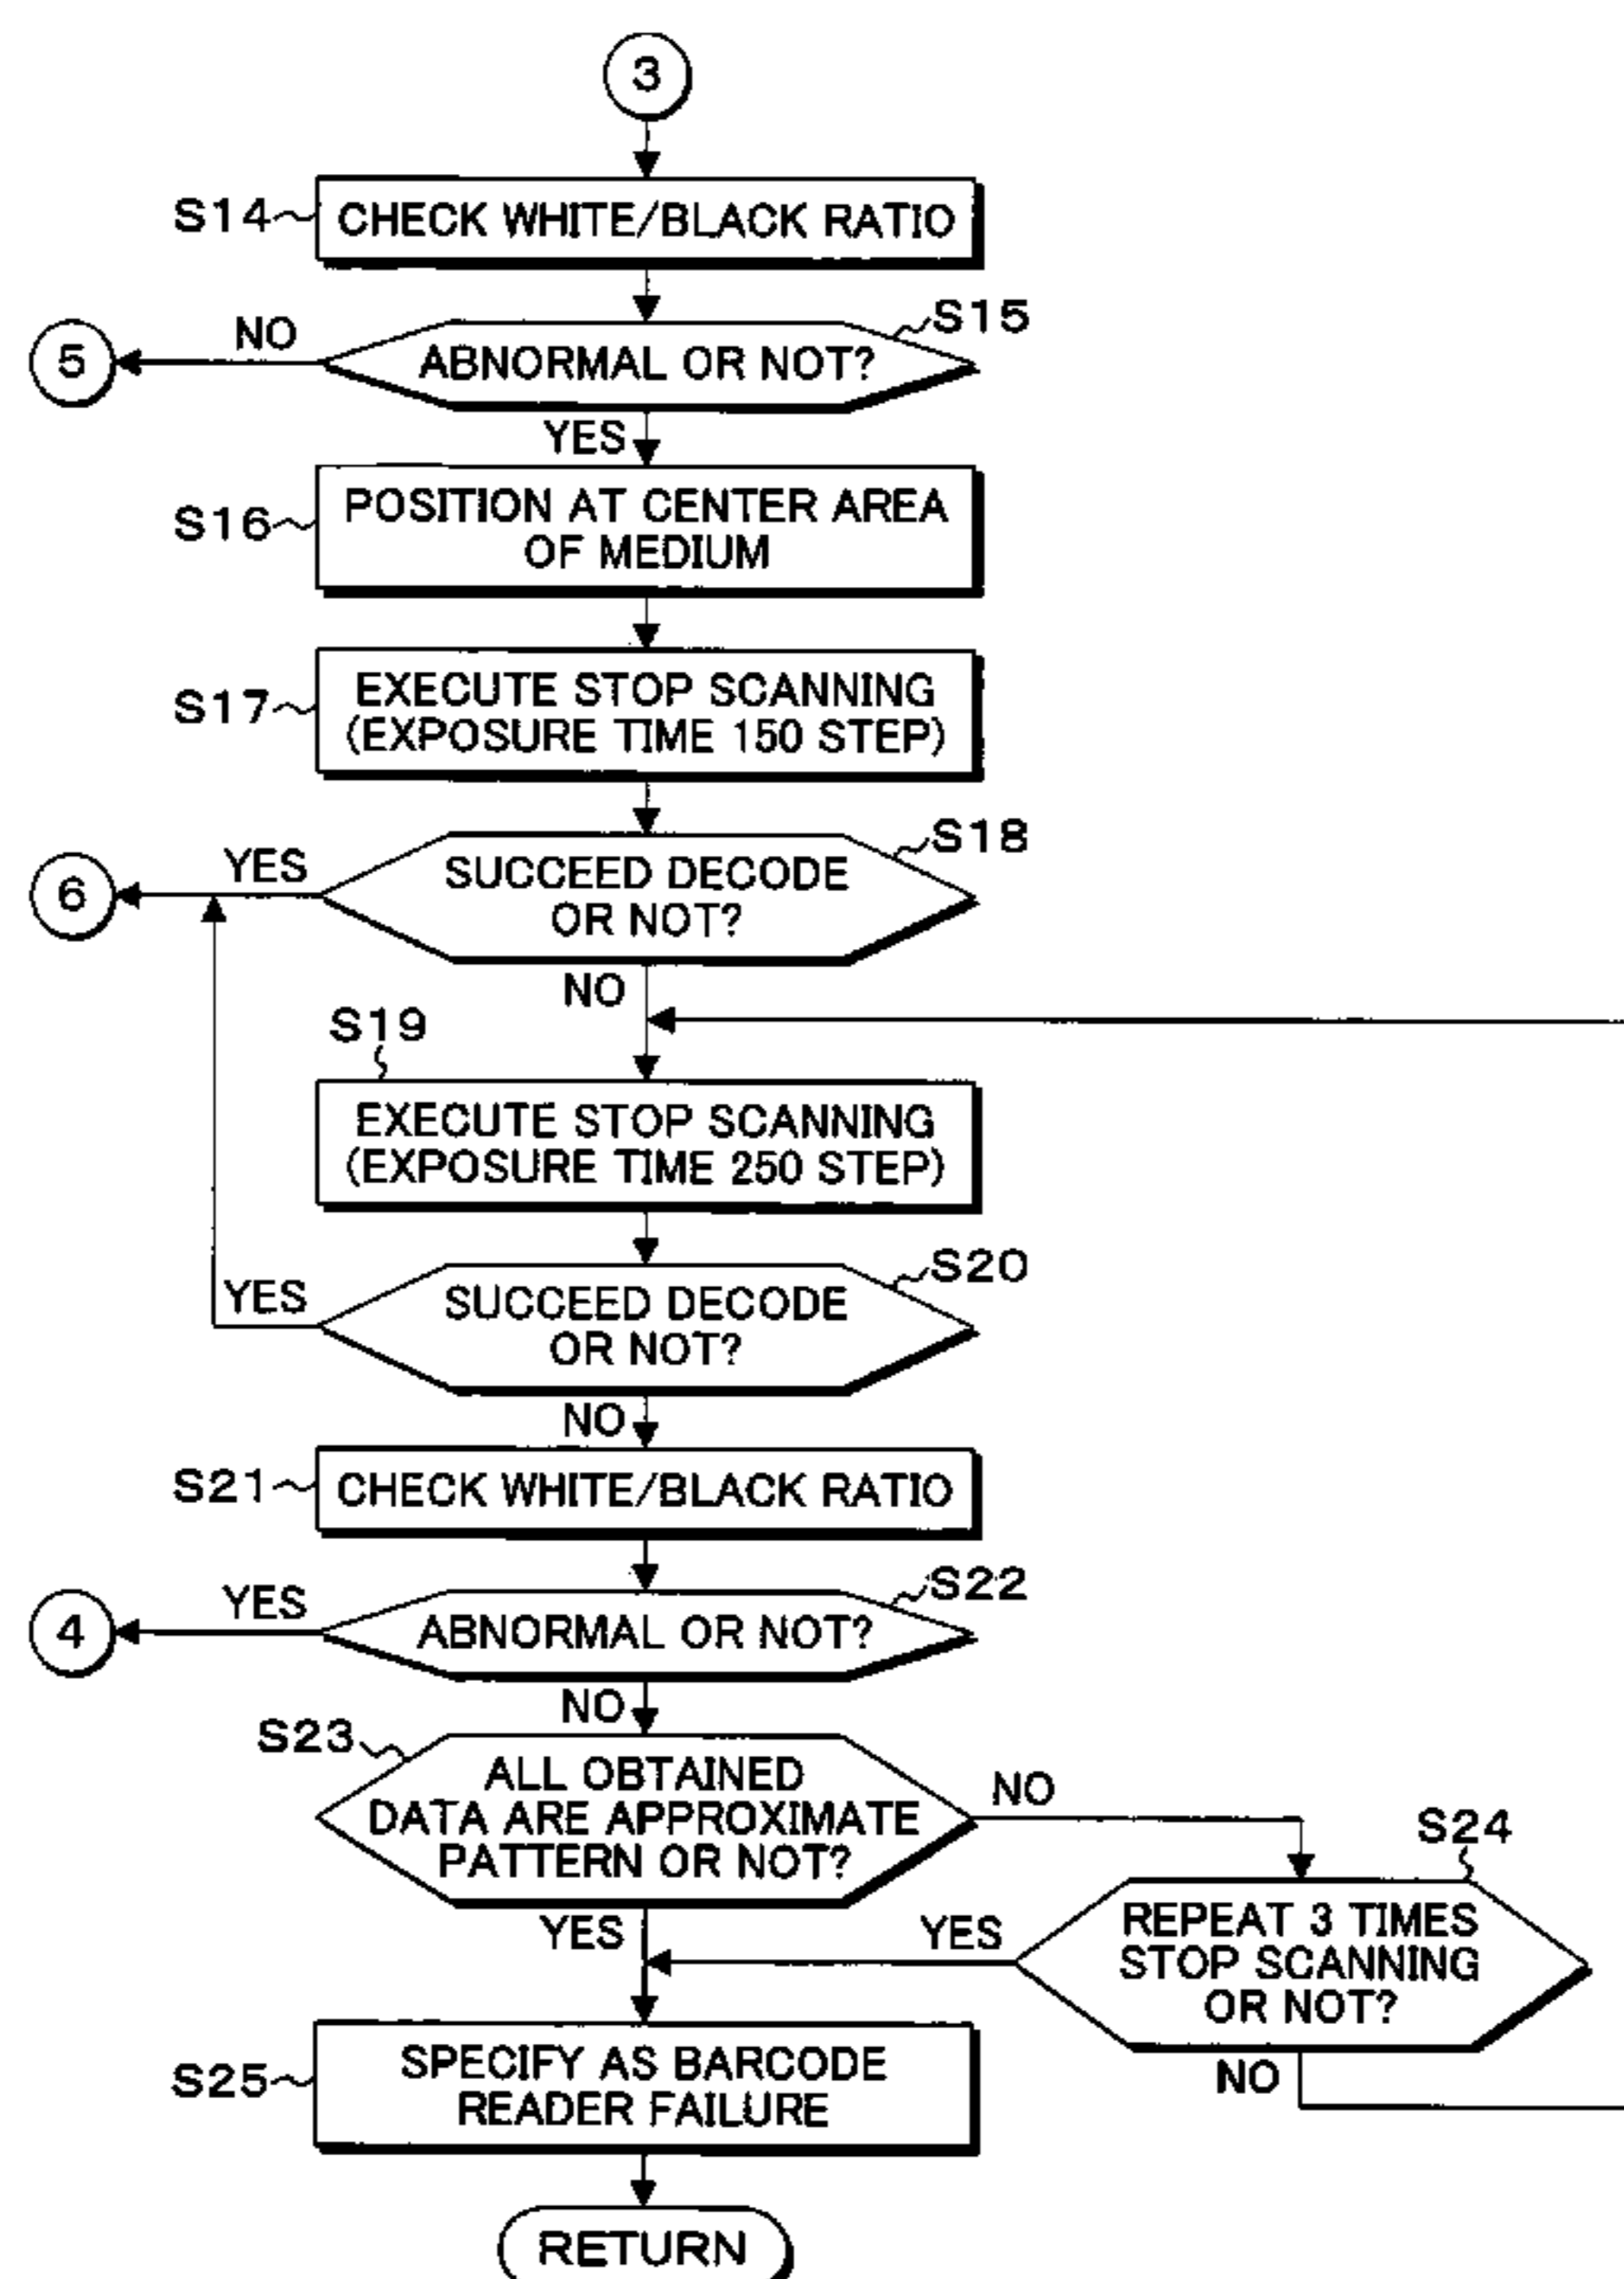 3
S14
CHECK WHITE/BLACK RATIO
S15
NO
5
ABNORMAL OR NOT?
YES
S16
POSITION AT CENTER AREA
OF MEDIUM
S17
EXECUTE STOP SCANNING
(EXPOSURE TIME 150 STEP)
S18
YES
6
SUCCEED DECODE
OR NOT?
NO
S19
EXECUTE STOP SCANNING
(EXPOSURE TIME 250 STEP)
S20
YES
SUCCEED DECODE
OR NOT?
NO
S21
CHECK WHITE/BLACK RATIO
S22
YES
4
ABNORMAL OR NOT?
NO
S23
ALL OBTAINED
DATA ARE APPROXIMATE
PATTERN OR NOT?
NO
S24
REPEAT 3 TIMES
STOP SCANNING
OR NOT?
YES
YES
NO
S25
SPECIFY AS BARCODE
READER FAILURE
RETURN